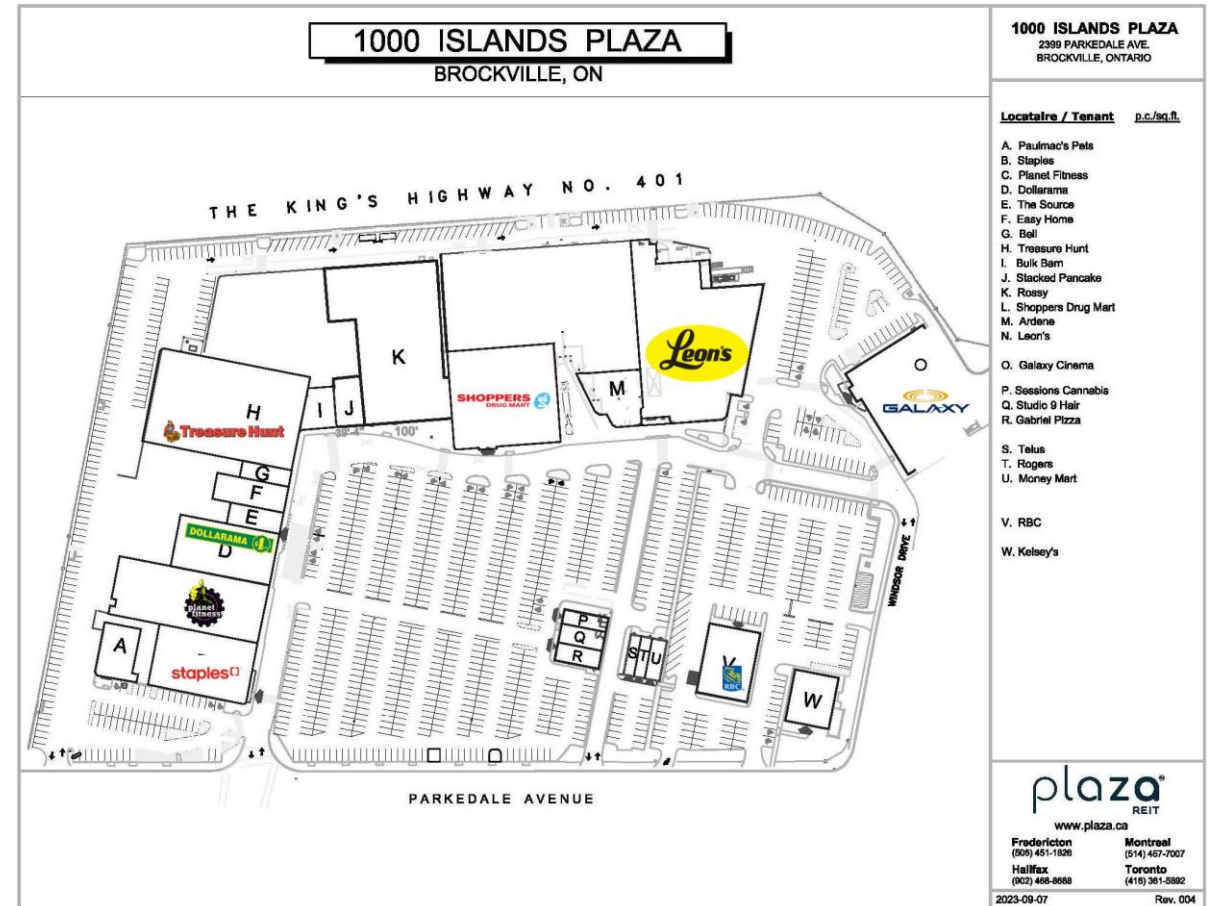 1000 ISLANDS PLAZA
BROCKVILLE, ON
1000 ISLANDS PLAZA
2399 PARKEDALE AVE.
BROCKVILLE, ONTARIO
Locataire / Tenant p.c./sq.ft.
A. Paulmac's Pets
B. Staples
C. Planet Fitness
D. Dollarama
E. The Source
F. Easy Home
G. Bell
H. Treasure Hunt
I. Bulk Barn
J. Stacked Pancake
K. Rossy
L. Shoppers Drug Mart
M. Ardene
N. Leon's
O. Galaxy Cinema
P. Sessions Cannabis
Q. Studio 9 Hair
R. Gabriel Pizza
S. Telus
T. Rogers
U. Money Mart
V. RBC
W. Kelsey's
THE KING'S HIGHWAY NO. 401
Leon's
O
GALAXY
K
SHOPPERS
DRUG MART
M
H
Treasure Hunt
I
J
39'-4" 100'
G
F
E
DOLLARAMA
D
planet
fitness
A
staples
P
Q
R
S T U
V
RBC
W
WINDSOR DRIVE
PARKEDALE AVENUE
plaza
REIT
www.plaza.ca
Fredericton
(506) 451-1826
Montreal
(514) 457-7007
Halifax
(902) 468-8688
Toronto
(416) 361-5892
2023-09-07 Rev. 004